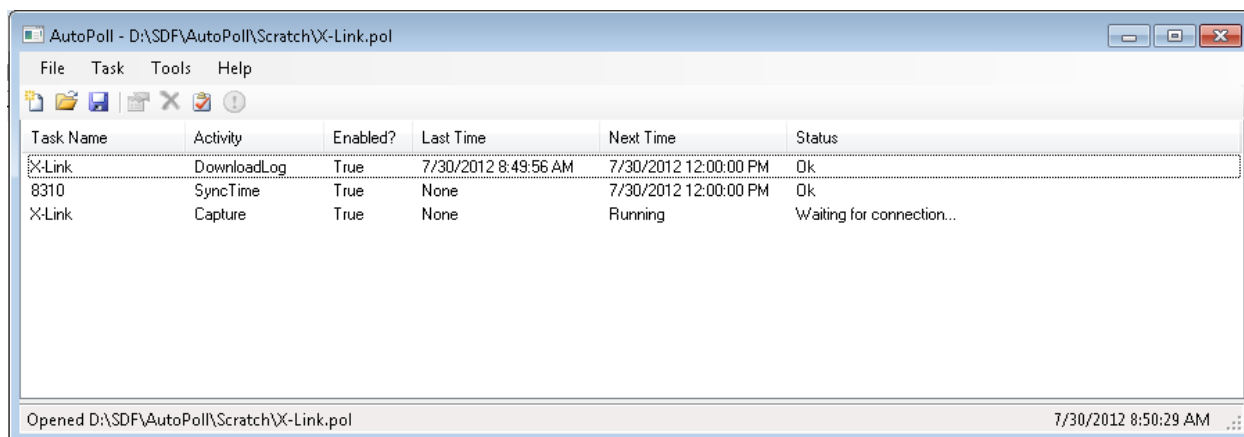 AutoPoll - D:\SDF\AutoPoll\Scratch\X-Link.pol
File Task Tools Help
Task Name Activity Enabled? Last Time Next Time Status
X-Link DownloadLog True 7/30/2012 8:49:56 AM 7/30/2012 12:00:00 PM Ok
8310 SyncTime True None 7/30/2012 12:00:00 PM Ok
X-Link Capture True None Running Waiting for connection...
Opened D:\SDF\AutoPoll\Scratch\X-Link.pol 7/30/2012 8:50:29 AM